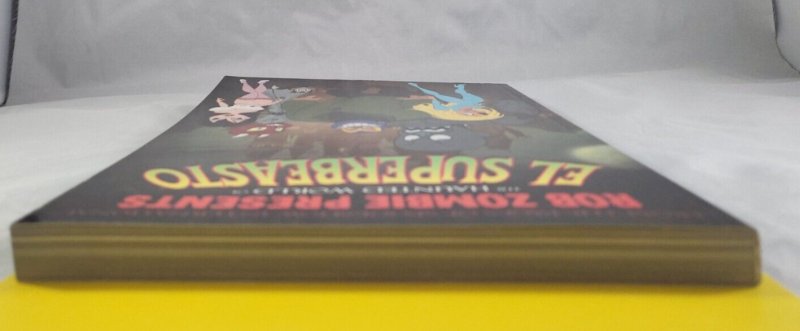 ROB ZOMBIE PRESENTS
THE HAUNTED WORLD OF
EL SUPERBEASTO